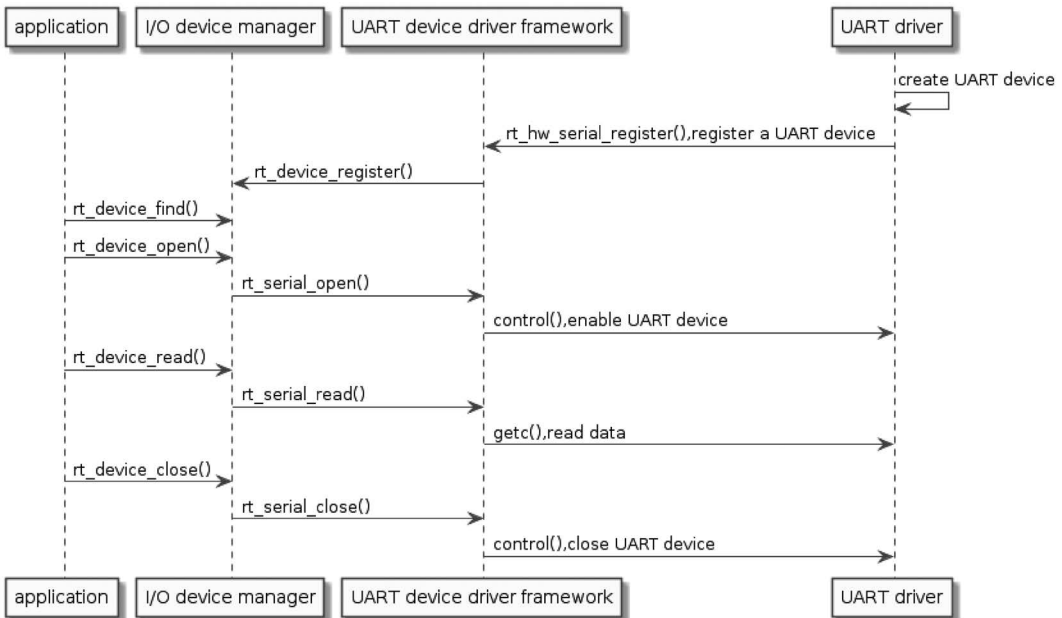 application
I/O device manager
UART device driver framework
UART driver
create UART device
rt_hw_serial_register(),register a UART device
rt_device_register()
rt_device_find()
rt_device_open()
rt_serial_open()
control(),enable UART device
rt_device_read()
rt_serial_read()
getc(),read data
rt_device_close()
rt_serial_close()
control(),close UART device
application
I/O device manager
UART device driver framework
UART driver